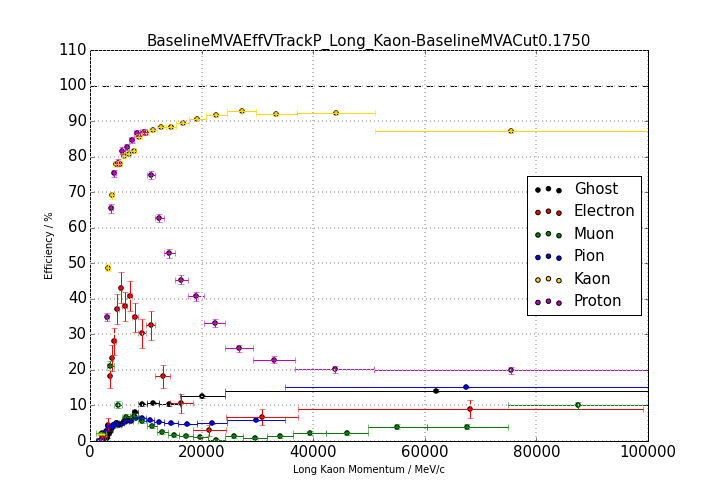 BaselineMVAEffVTrackP_Long_Kaon-BaselineMVACut0.1750
110
100
90
80
70
60
50
40
30
20
10
0
Efficiency / %
Ghost
Electron
Muon
Pion
Kaon
Proton
0
20000
40000
60000
80000
100000
Long Kaon Momentum / MeV/c